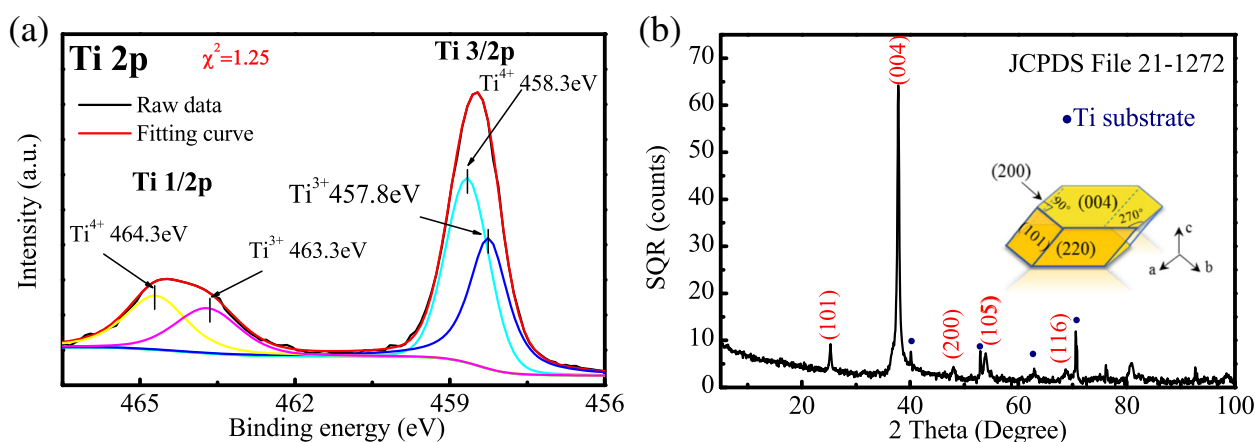 (a)
Ti 2p
χ²=1.25
Raw data
Fitting curve
Ti 3/2p
Ti⁴⁺ 458.3eV
Ti 1/2p
Ti³⁺ 457.8eV
Ti⁴⁺ 464.3eV
Ti³⁺ 463.3eV
Intensity (a.u.)
465
462
459
456
Binding energy (eV)
(b)
JCPDS File 21-1272
Ti substrate
SQR (counts)
70
60
50
40
30
20
10
0
(101)
(004)
(200)
(105)
(116)
(200)
90°
(004)
270°
(101)
(220)
c
a
b
20
40
60
80
100
2 Theta (Degree)